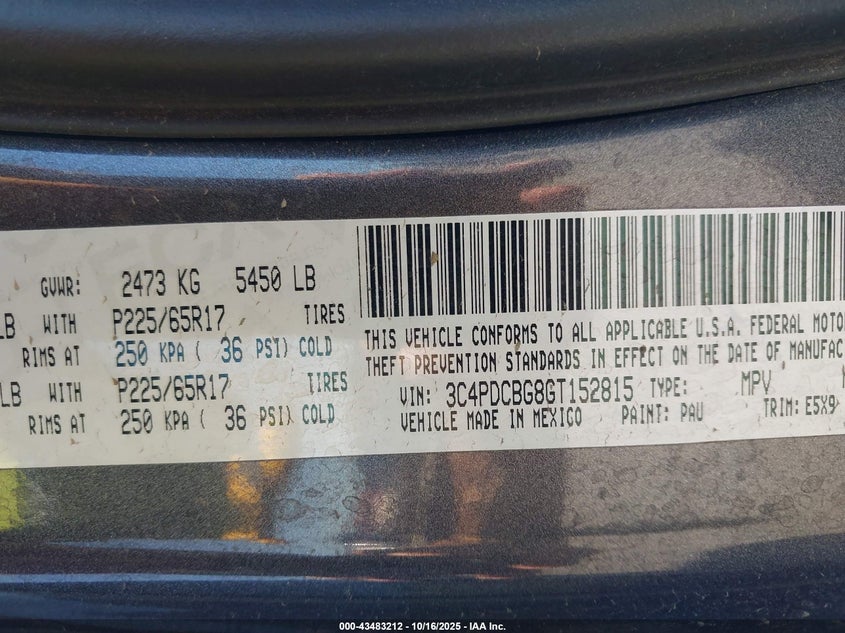 GVWR: 2473 KG 5450 LB
LB WITH P225/65R17 TIRES
RIMS AT 250 KPA ( 36 PSI) COLD
LB WITH P225/65R17 TIRES
RIMS AT 250 KPA ( 36 PSI) COLD
THIS VEHICLE CONFORMS TO ALL APPLICABLE U.S.A. FEDERAL MOTO
THEFT PREVENTION STANDARDS IN EFFECT ON THE DATE OF MANUFAC
VIN: 3C4PDCBG8GT152815 TYPE: MPV
VEHICLE MADE IN MEXICO PAINT: PAU TRIM: E5X9
000-43483212 - 10/16/2025 - IAA Inc.